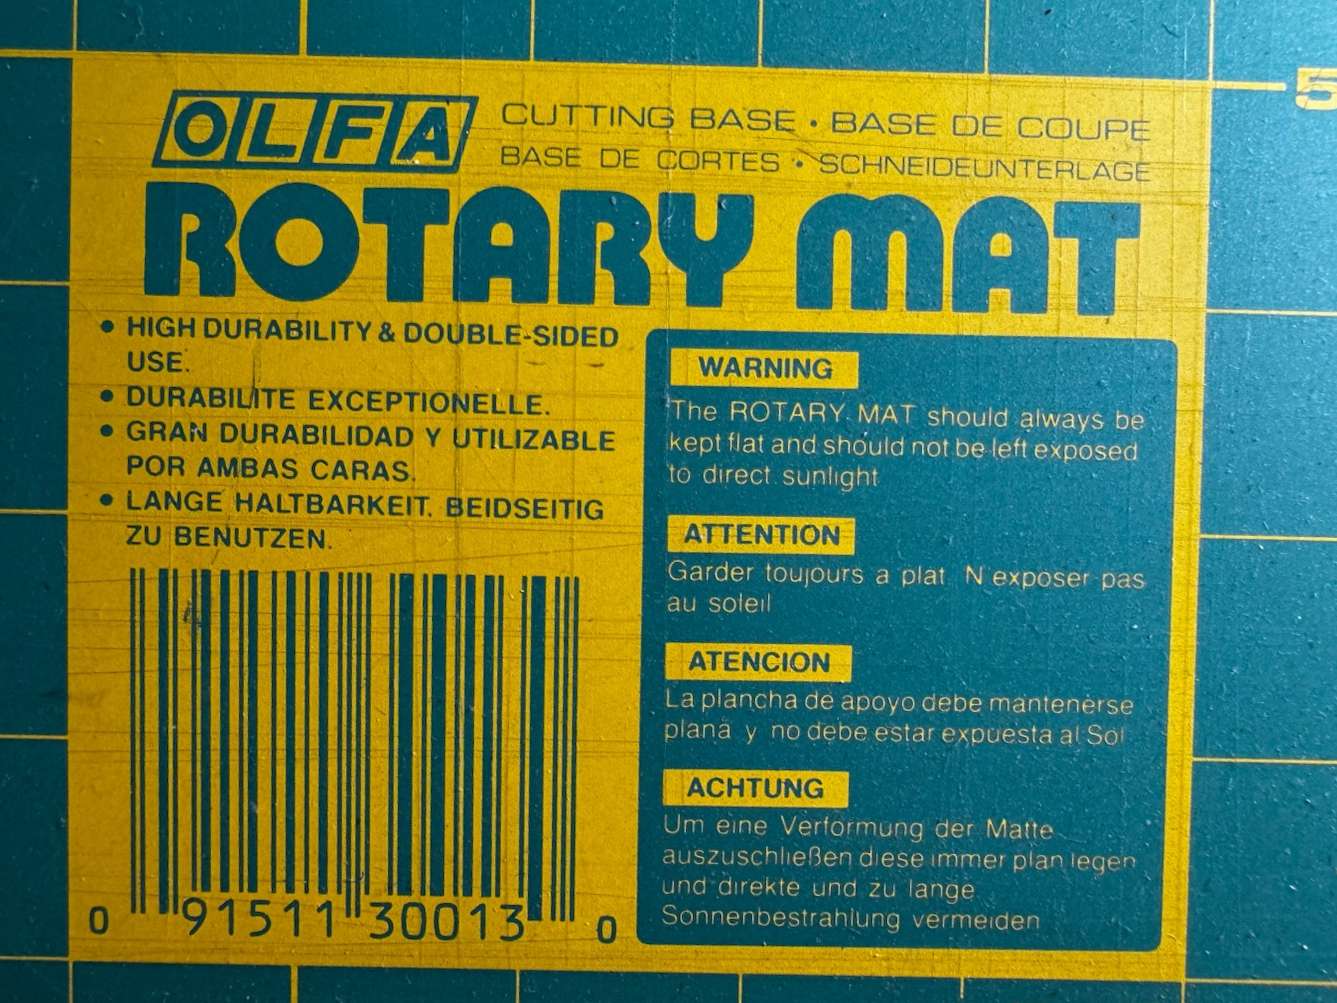 OLFA
CUTTING BASE • BASE DE COUPE
BASE DE CORTES • SCHNEIDEUNTERLAGE
ROTARY MAT
• HIGH DURABILITY & DOUBLE-SIDED
USE.
• DURABILITE EXCEPTIONELLE.
• GRAN DURABILIDAD Y UTILIZABLE
POR AMBAS CARAS.
• LANGE HALTBARKEIT. BEIDSEITIG
ZU BENUTZEN.
0 91511 30013 0
WARNING
The ROTARY MAT should always be
kept flat and should not be left exposed
to direct sunlight
ATTENTION
Garder toujours a plat N exposer pas
au soleil
ATENCION
La plancha de apoyo debe mantenerse
plana y no debe estar expuesta al Sol
ACHTUNG
Um eine Verformung der Matte
auszuschließen diese immer plan legen
und direkte und zu lange
Sonnenbestrahlung vermeiden
5